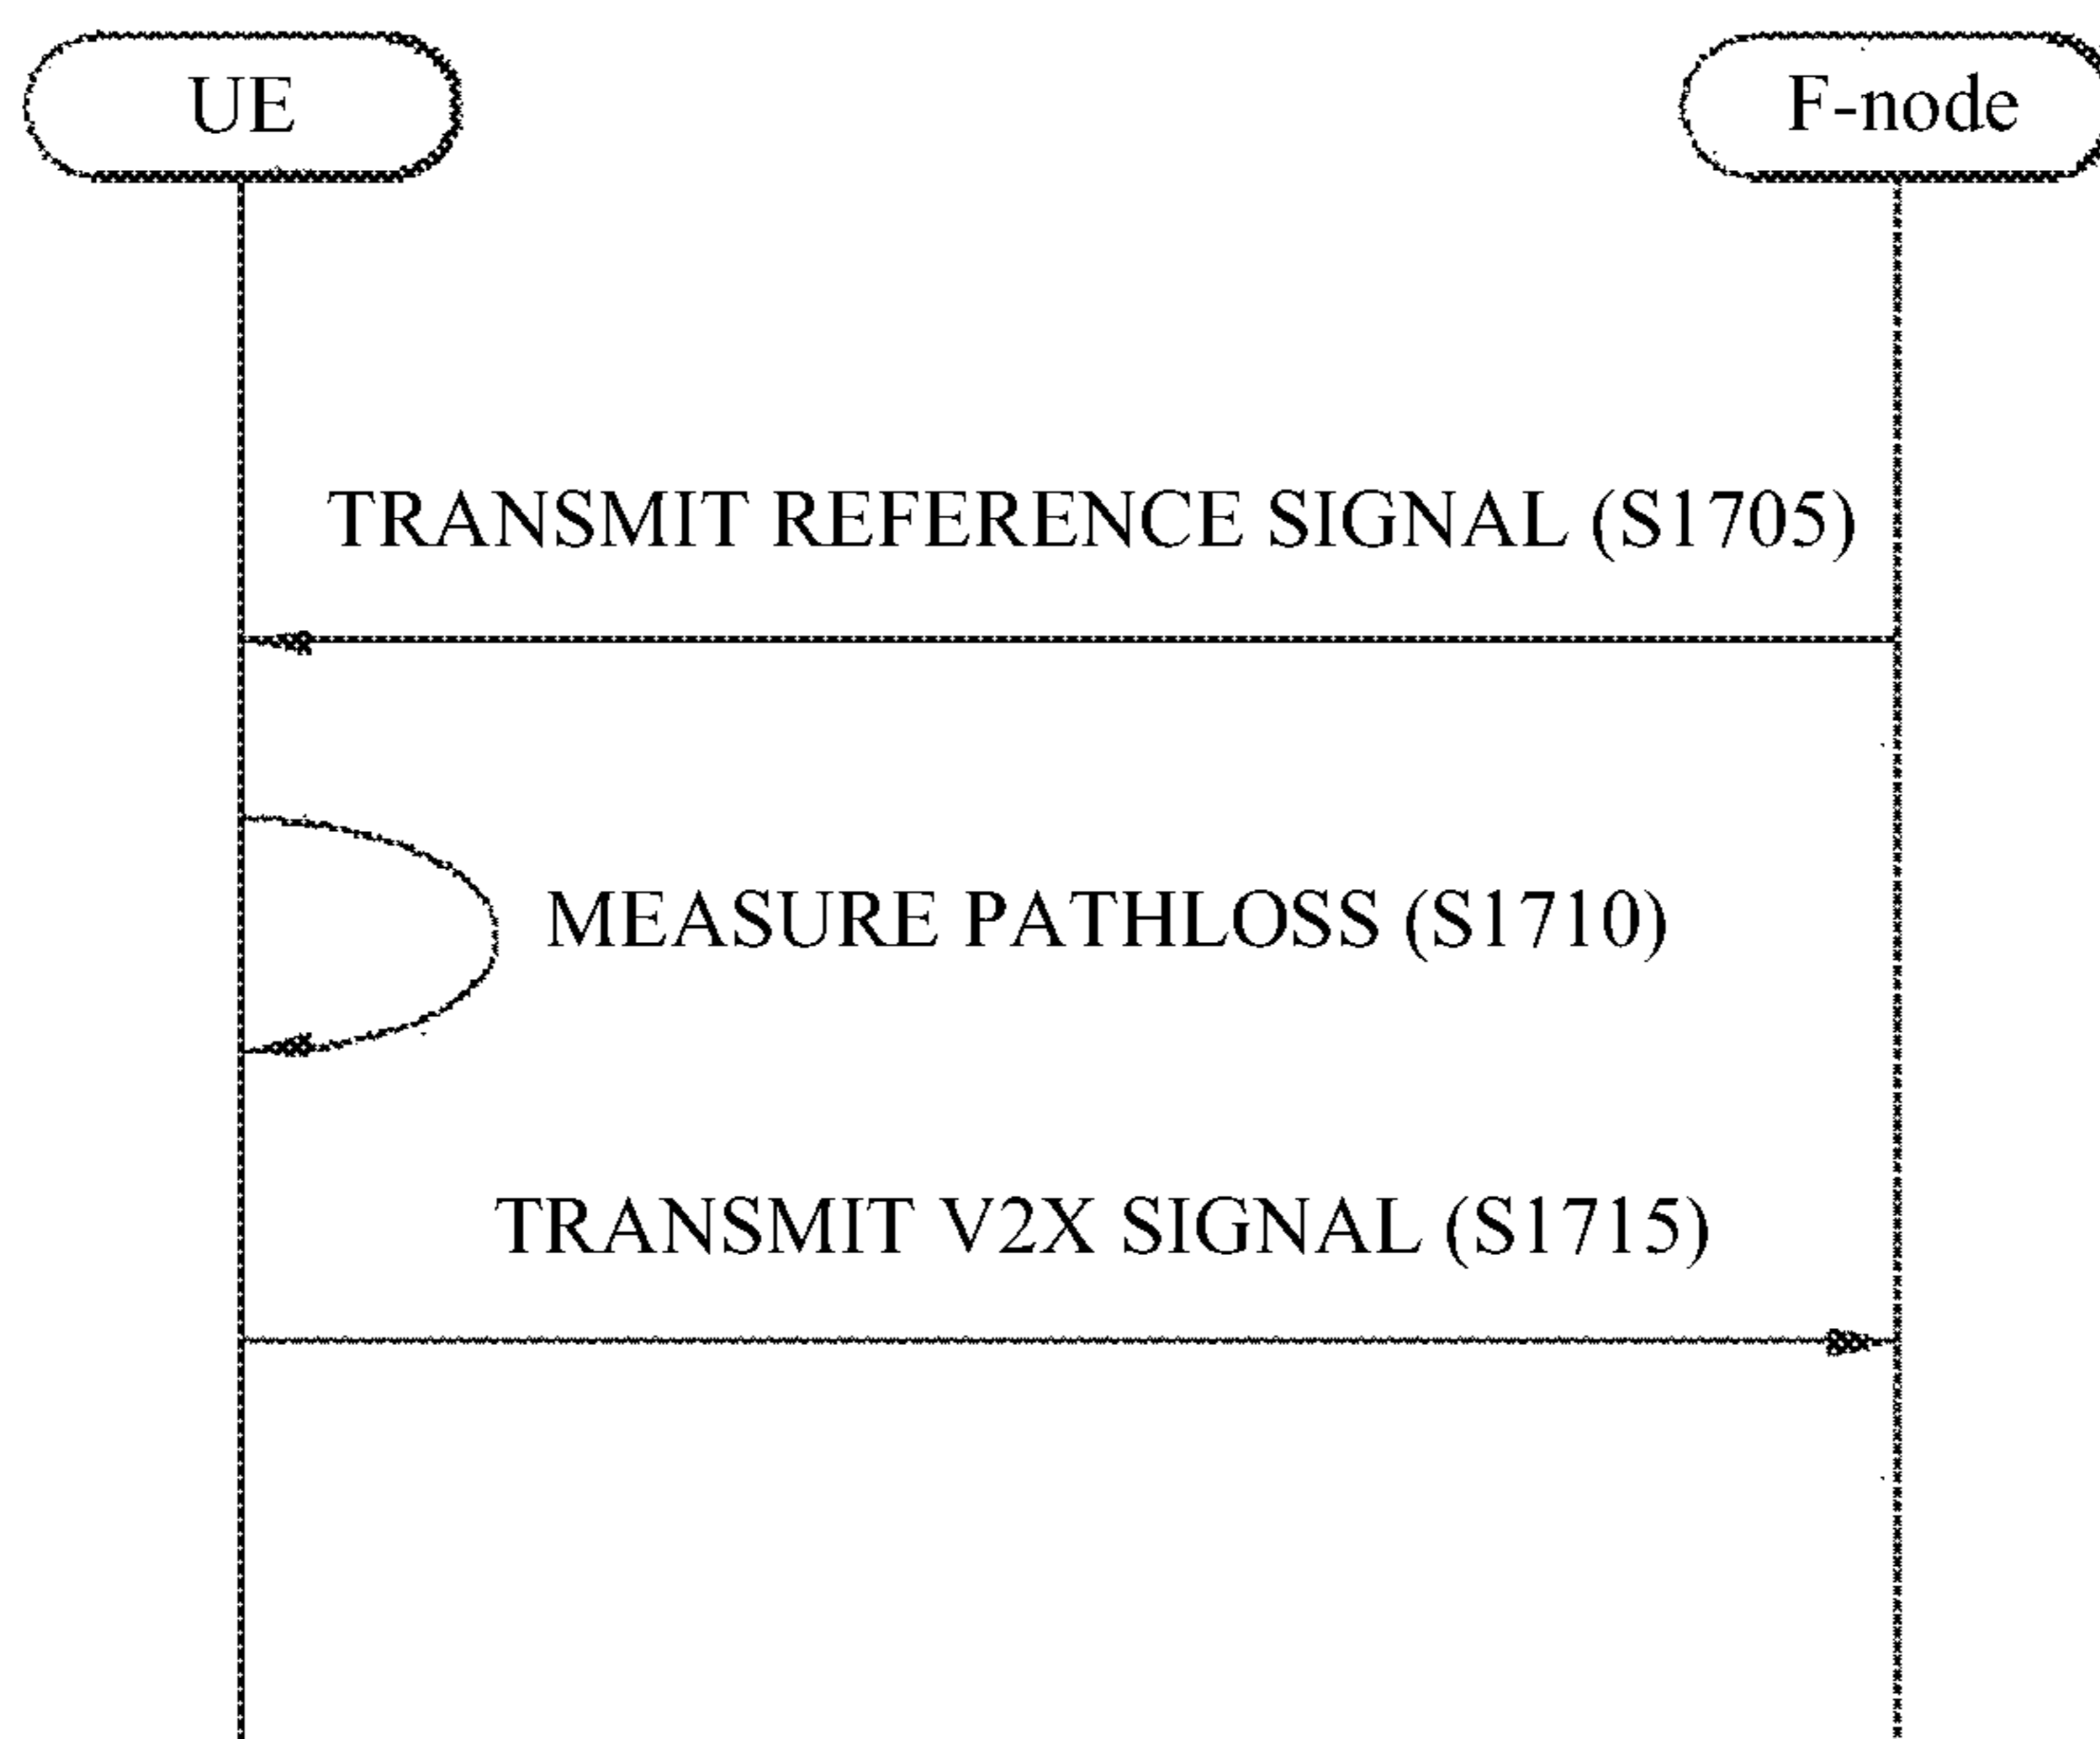 UE
F-node
TRANSMIT REFERENCE SIGNAL (S1705)
MEASURE PATHLOSS (S1710)
TRANSMIT V2X SIGNAL (S1715)